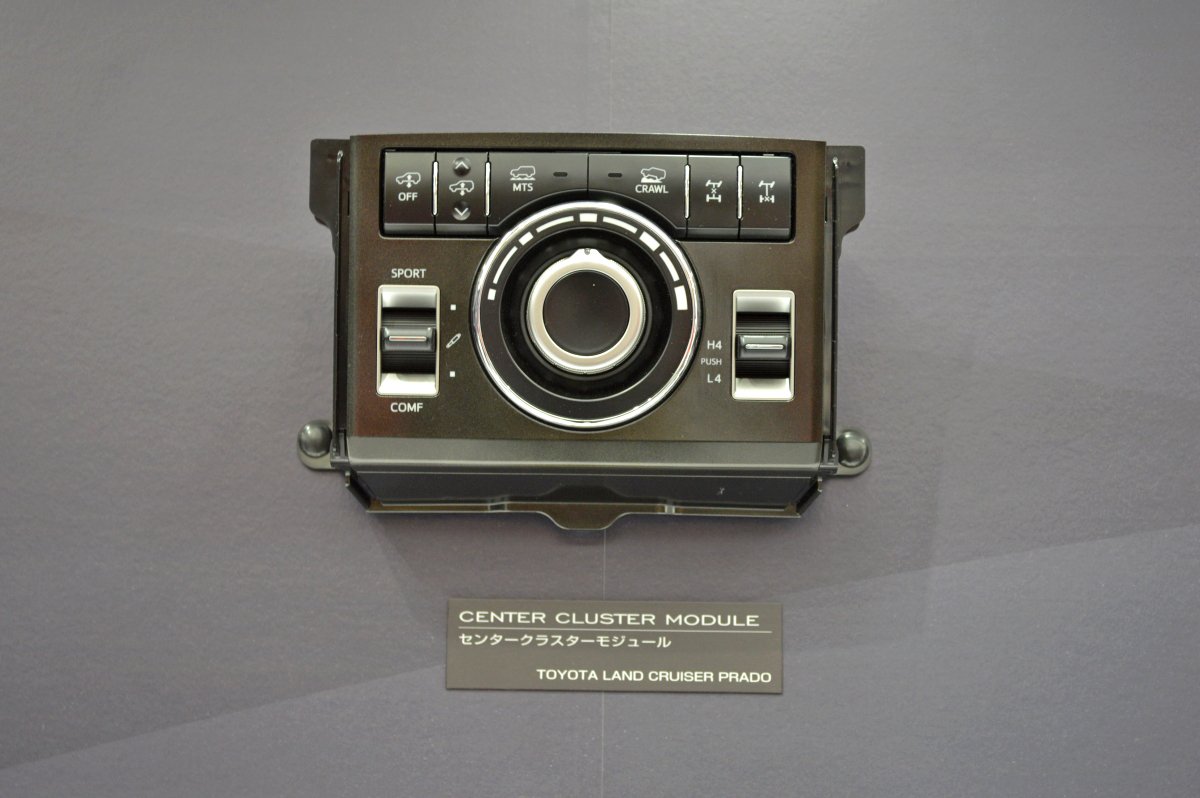 OFF
MTS
CRAWL
SPORT
COMF
H4
PUSH
L4
CENTER CLUSTER MODULE
センタークラスターモジュール
TOYOTA LAND CRUISER PRADO